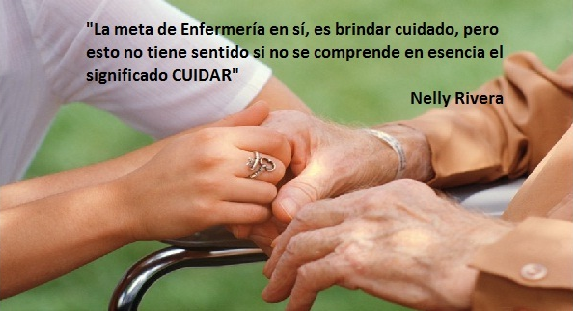 "La meta de Enfermería en sí, es brindar cuidado, pero
esto no tiene sentido si no se comprende en esencia el
significado CUIDAR"
Nelly Rivera